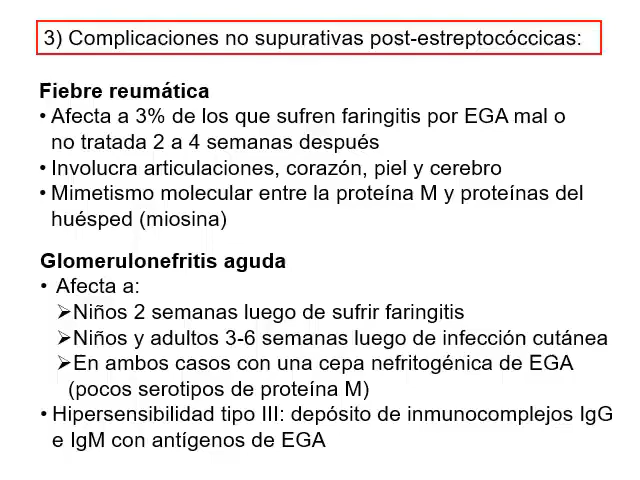 3) Complicaciones no supurativas post-estreptocóccicas:
Fiebre reumática
• Afecta a 3% de los que sufren faringitis por EGA mal o
no tratada 2 a 4 semanas después
• Involucra articulaciones, corazón, piel y cerebro
• Mimetismo molecular entre la proteína M y proteínas del
huésped (miosina)
Glomerulonefritis aguda
• Afecta a:
➢Niños 2 semanas luego de sufrir faringitis
➢Niños y adultos 3-6 semanas luego de infección cutánea
➢En ambos casos con una cepa nefritogénica de EGA
(pocos serotipos de proteína M)
• Hipersensibilidad tipo III: depósito de inmunocomplejos IgG
e IgM con antígenos de EGA